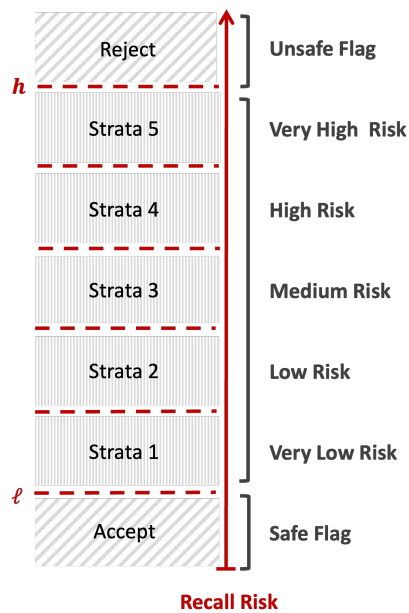 Reject Unsafe Flag
h
Strata 5 Very High Risk
Strata 4 High Risk
Strata 3 Medium Risk
Strata 2 Low Risk
Strata 1 Very Low Risk
ℓ
Accept Safe Flag
Recall Risk